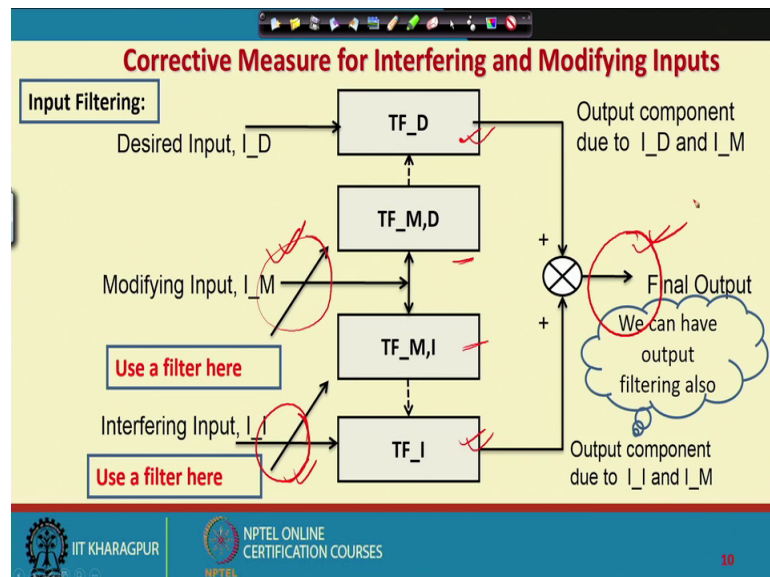 Corrective Measure for Interfering and Modifying Inputs
Input Filtering:
Desired Input, I_D
TF_D
Output component
due to I_D and I_M
TF_M,D
+
Modifying Input, I_M
Final Output
TF_M,I
+
We can have
output
filtering also
Use a filter here
Interfering Input, I_I
TF_I
Output component
due to I_I and I_M
Use a filter here
IIT KHARAGPUR
NPTEL ONLINE
CERTIFICATION COURSES
NPTEL
10